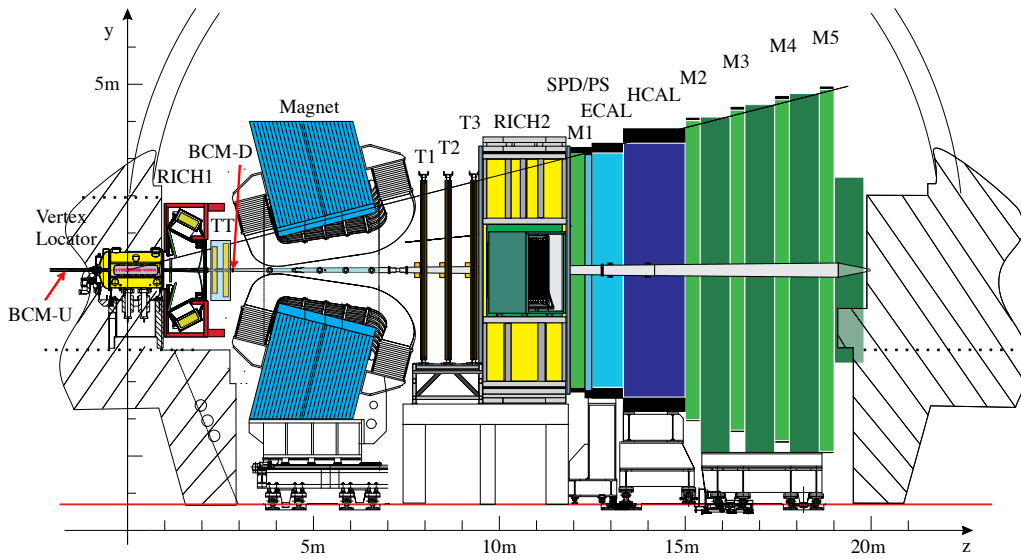 y
5m
Vertex
Locator
BCM-U
RICH1
TT
BCM-D
Magnet
T1
T2
T3
RICH2
M1
SPD/PS
ECAL
HCAL
M2
M3
M4
M5
5m
10m
15m
20m
z